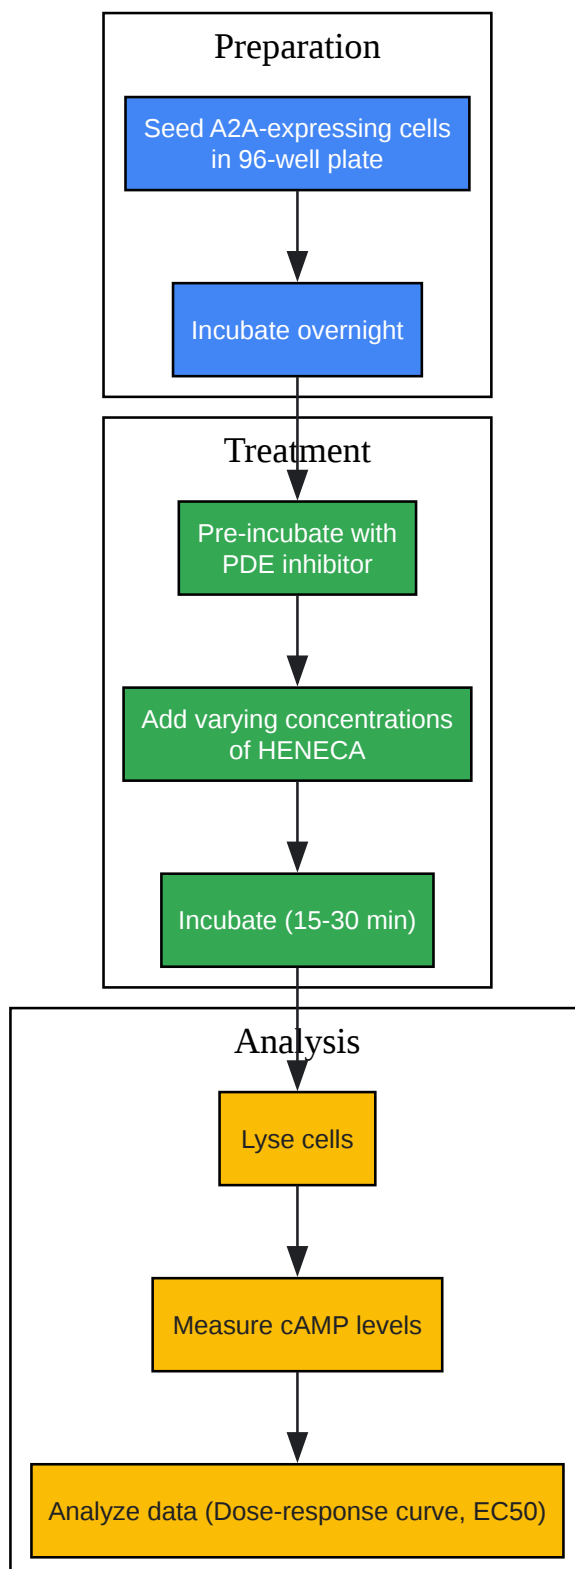 Preparation
Seed A2A-expressing cells
in 96-well plate
Incubate overnight
Treatment
Pre-incubate with
PDE inhibitor
Add varying concentrations
of HENECA
Incubate (15-30 min)
Analysis
Lyse cells
Measure cAMP levels
Analyze data (Dose-response curve, EC50)